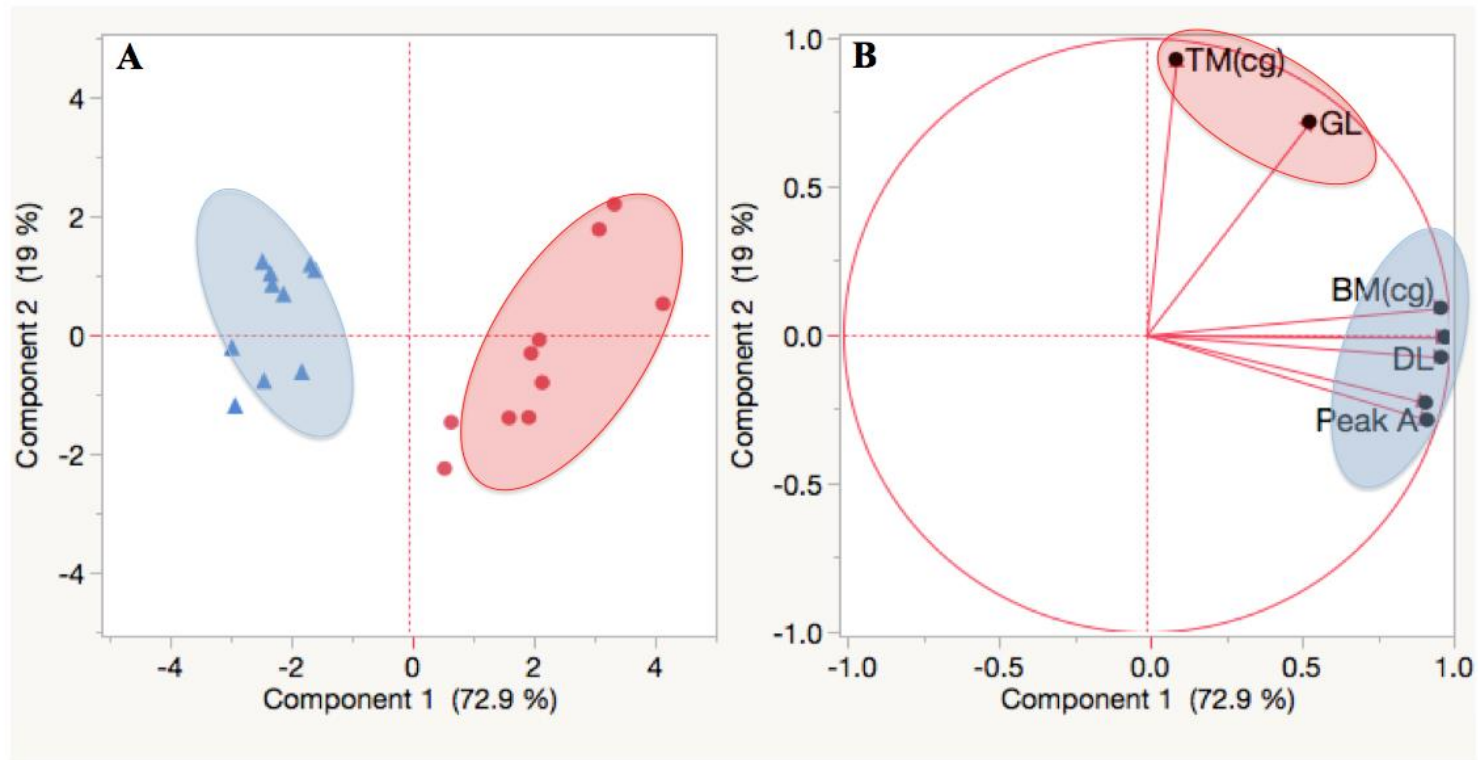 A
4
2
0
-2
-4
Component 2 (19 %)
-4
-2
0
2
4
Component 1 (72.9 %)
B
1.0
0.5
0.0
-0.5
-1.0
Component 2 (19 %)
TM(cg)
GL
BM(cg)
DL
Peak A
-1.0
-0.5
0.0
0.5
1.0
Component 1 (72.9 %)